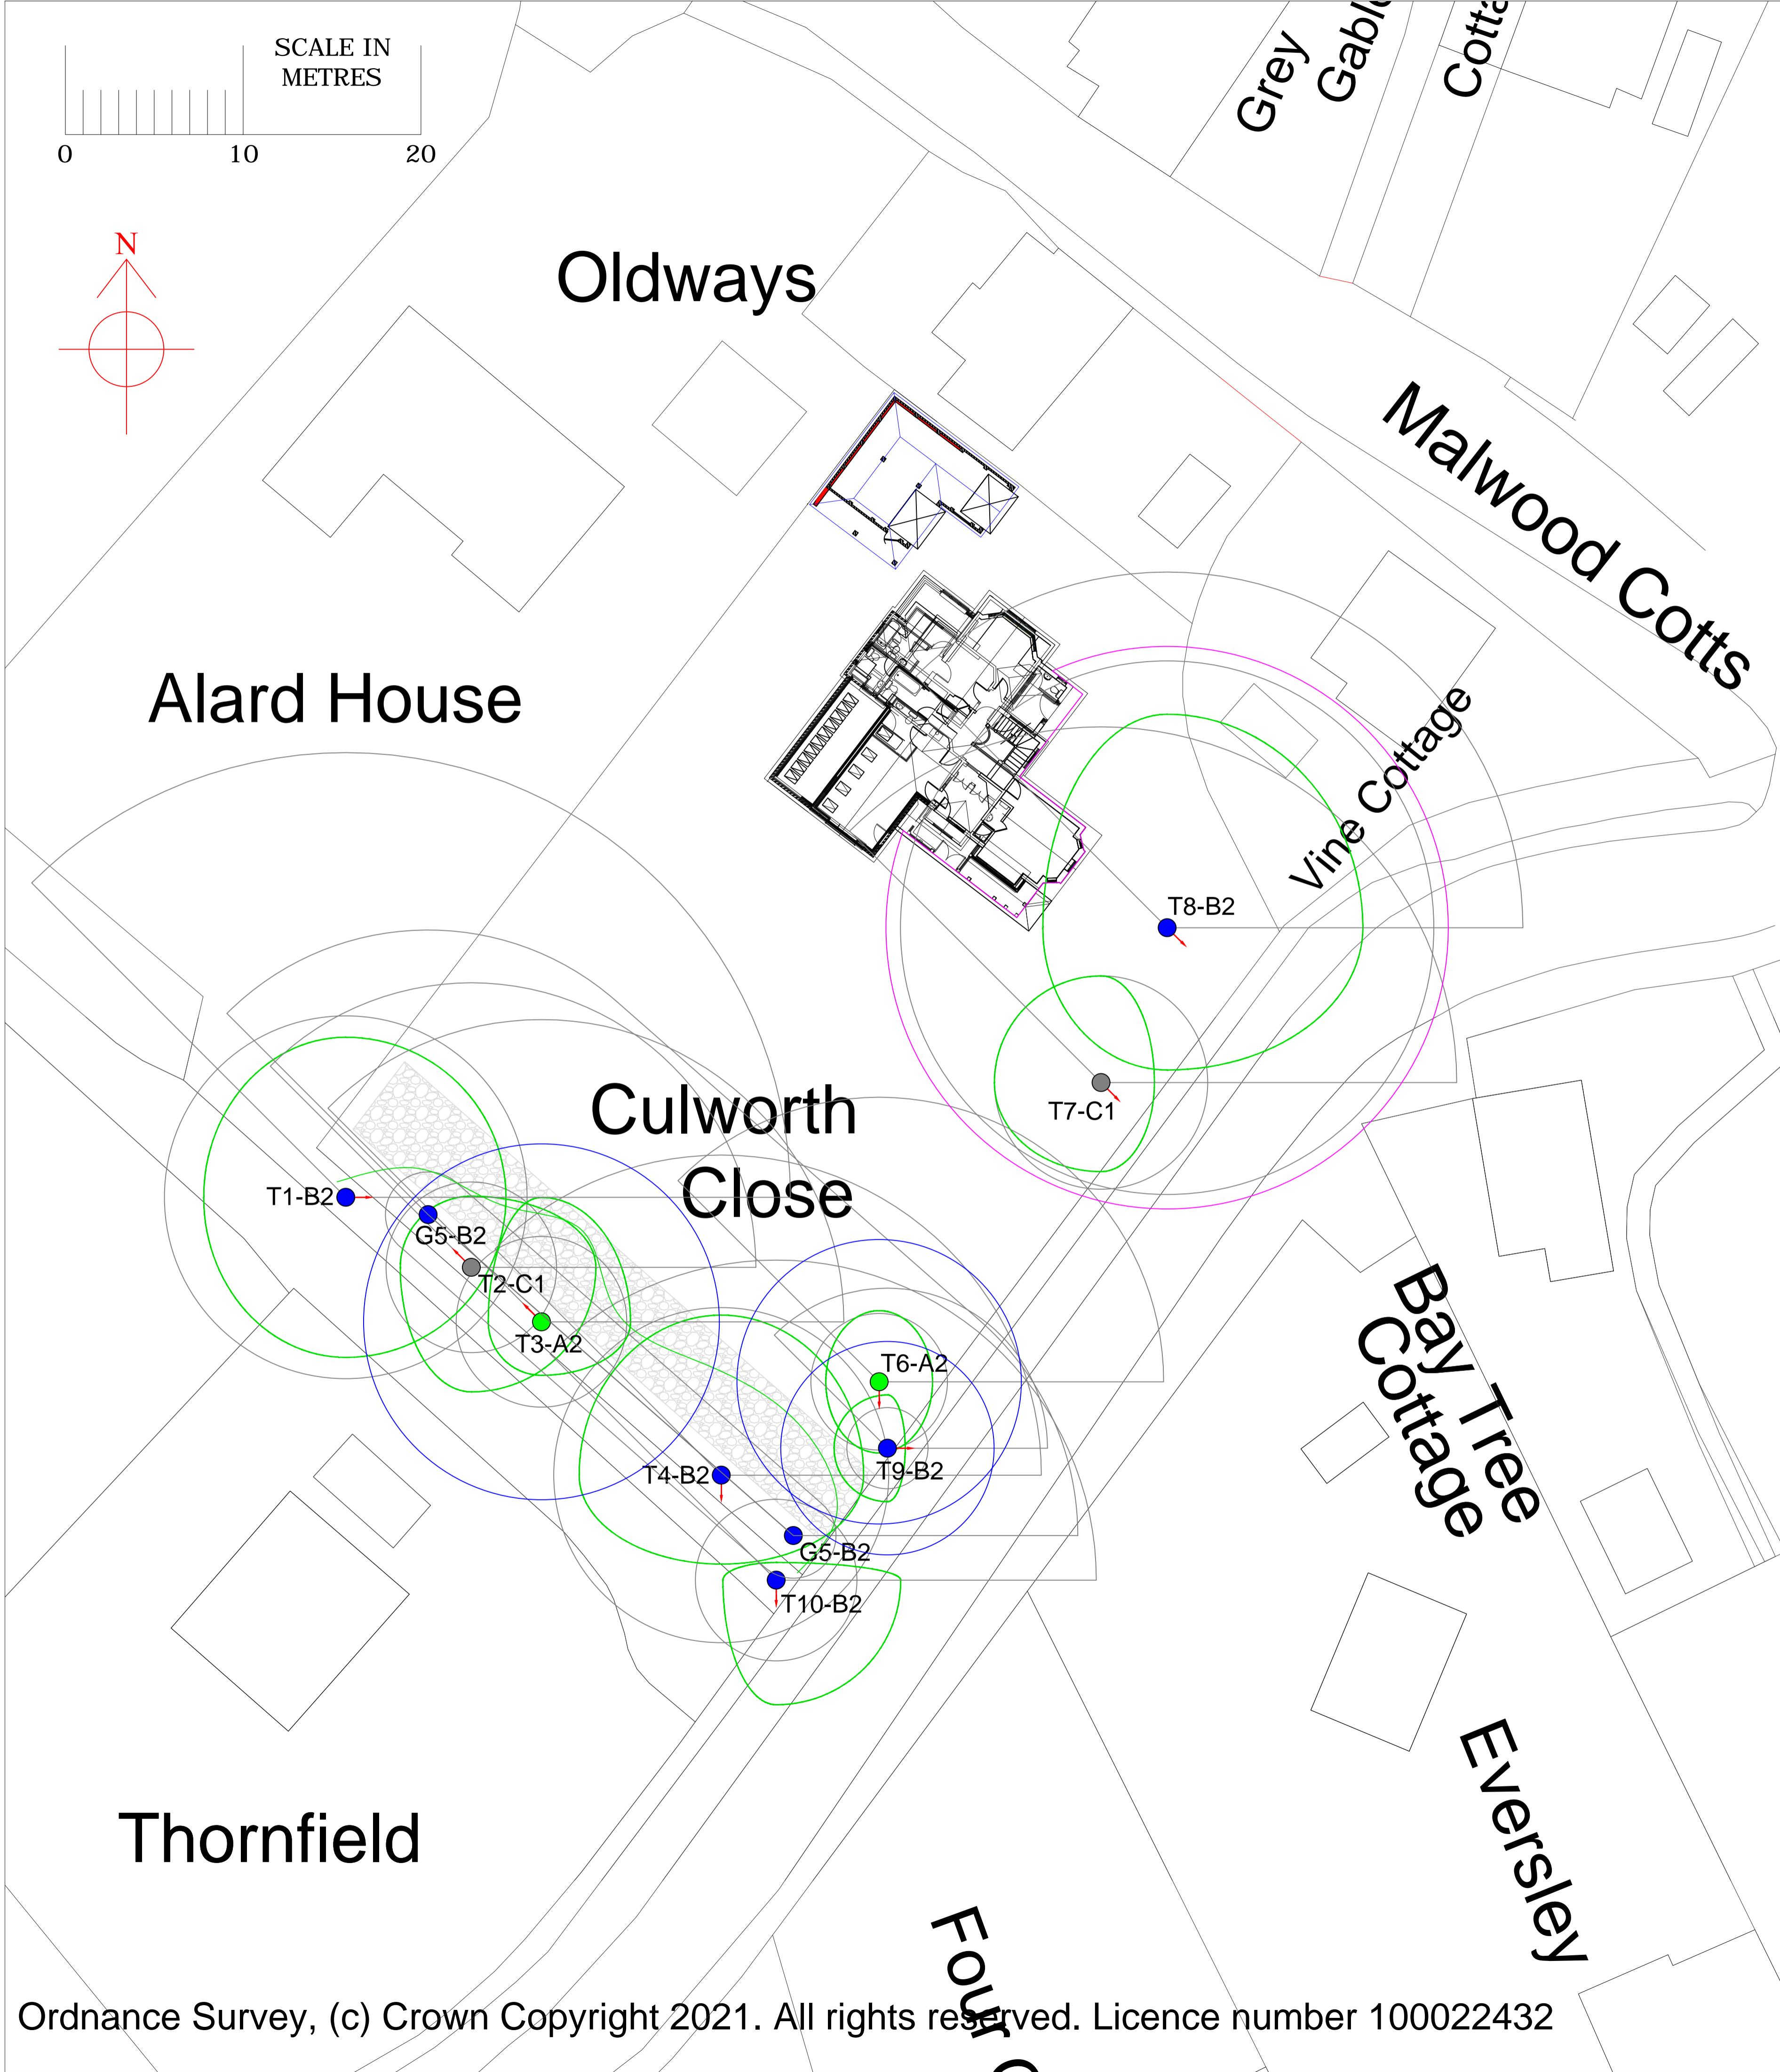 SCALE IN
METRES
0 10 20
N
Grey
Gable
Cotta
Oldways
Malwood Cotts
Alard House
Vine Cottage
T8-B2
T7-C1
Culworth
Close
T1-B2
G5-B2
T2-C1
T3-A2
T6-A2
T4-B2
T9-B2
G5-B2
T10-B2
Bay Tree
Cottage
Eversley
Thornfield
Four
Ordnance Survey, (c) Crown Copyright 2021. All rights reserved. Licence number 100022432